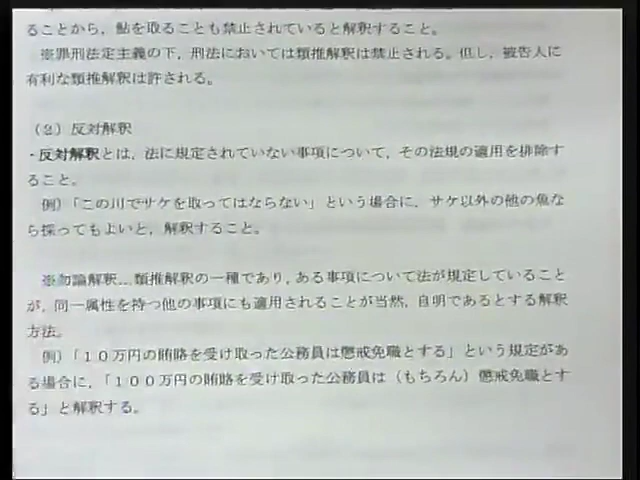 ることから，鮎を取ることも禁止されていると解釈すること。
※罪刑法定主義の下，刑法においては類推解釈は禁止される。但し，被告人に
有利な類推解釈は許される。
（２）反対解釈
・反対解釈とは，法に規定されていない事項について，その法規の適用を排除す
ること。
例）「この川でサケを取ってはならない」という場合に，サケ以外の他の魚な
ら採ってもよいと，解釈すること。
※勿論解釈…類推解釈の一種であり，ある事項について法が規定していること
が，同一属性を持つ他の事項にも適用されることが当然，自明であるとする解釈
方法。
例）「１０万円の賄賂を受け取った公務員は懲戒免職とする」という規定があ
る場合に，「１００万円の賄賂を受け取った公務員は（もちろん）懲戒免職とす
る」と解釈する。